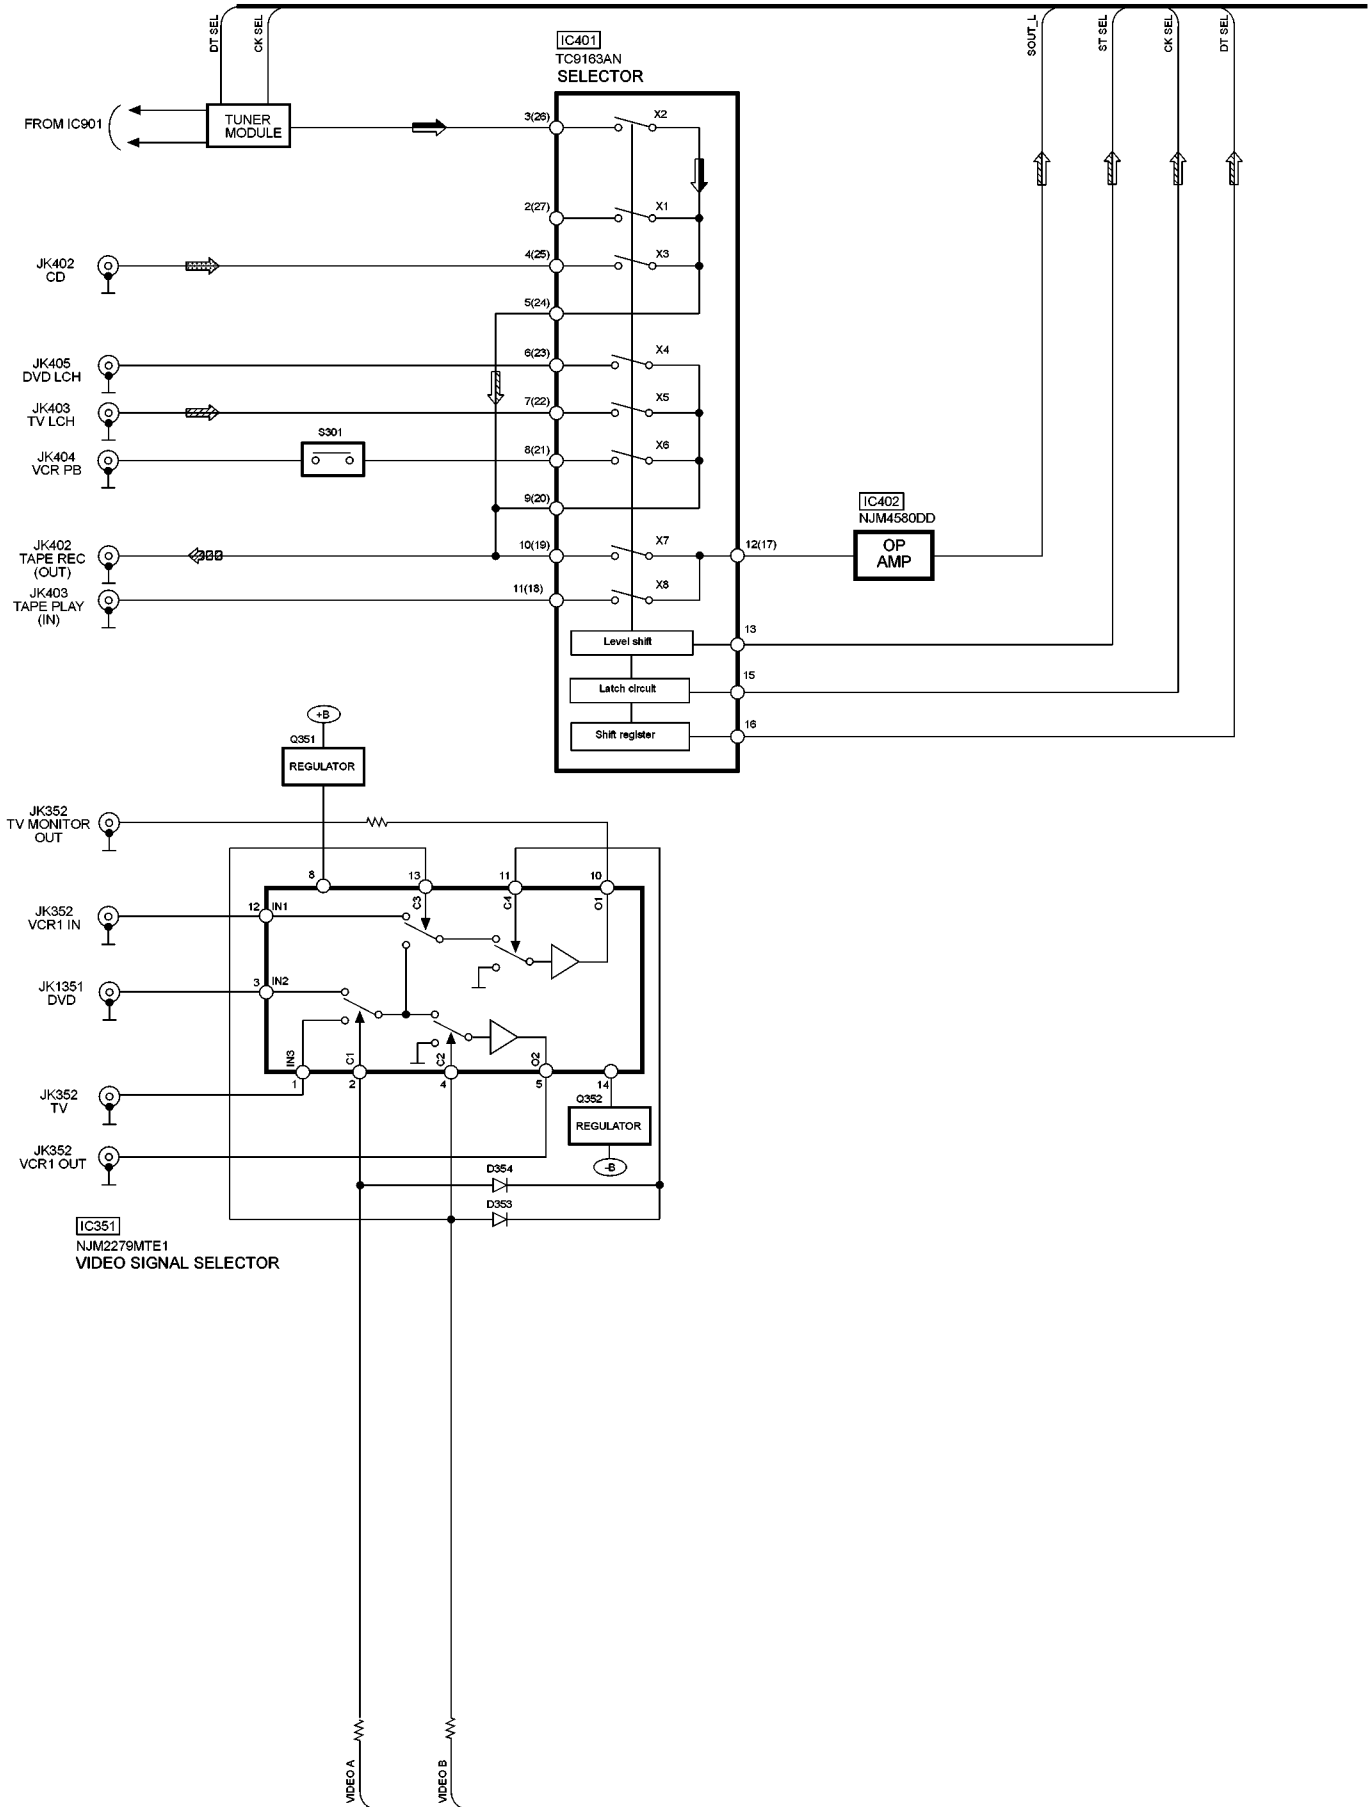 DT SEL
CK SEL
SOUT_L
ST SEL
CK SEL
DT SEL
IC401
TC9163AN
SELECTOR
FROM IC901
TUNER
MODULE
3(26)
X2
2(27)
X1
JK402
CD
4(25)
X3
5(24)
JK405
DVD LCH
6(23)
X4
JK403
TV LCH
7(22)
X5
S301
JK404
VCR PB
8(21)
X6
9(20)
IC402
NJM4580DD
OP
AMP
JK402
TAPE REC
(OUT)
10(19)
X7
12(17)
JK403
TAPE PLAY
(IN)
11(18)
X8
Level shift
13
Latch circuit
15
Shift register
16
+B
Q351
REGULATOR
JK352
TV MONITOR
OUT
8
13
11
10
C3
C4
O1
JK352
VCR1 IN
12
IN1
JK1351
DVD
3
IN2
IN3
C1
C2
O2
1
2
4
5
14
JK352
TV
Q352
REGULATOR
-B
JK352
VCR1 OUT
D354
D353
IC351
NJM2279MTE1
VIDEO SIGNAL SELECTOR
VIDEO A
VIDEO B